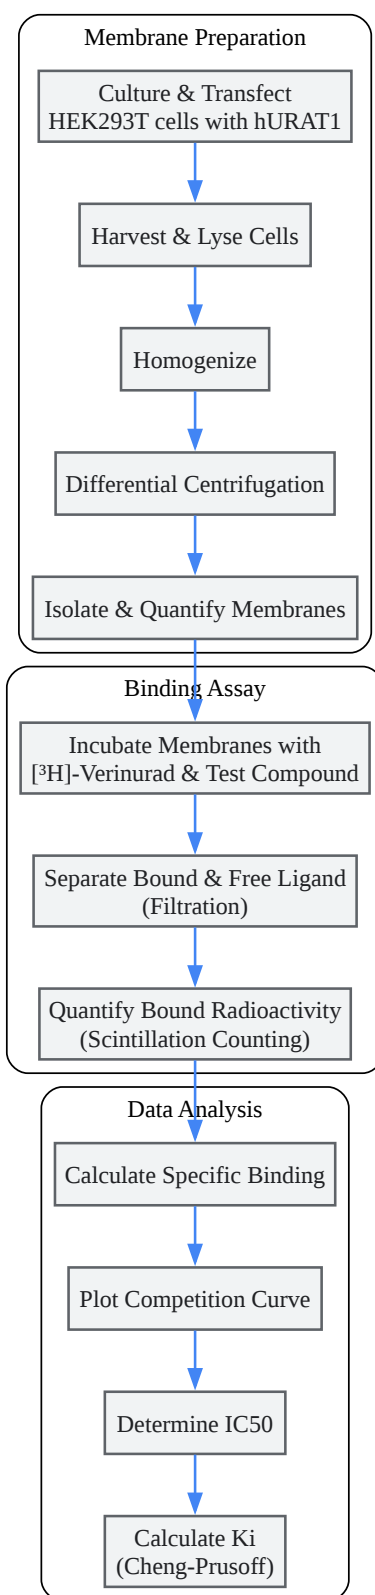 Membrane Preparation
Culture & Transfect
HEK293T cells with hURAT1
Harvest & Lyse Cells
Homogenize
Differential Centrifugation
Isolate & Quantify Membranes
Binding Assay
Incubate Membranes with
[³H]-Verinurad & Test Compound
Separate Bound & Free Ligand
(Filtration)
Quantify Bound Radioactivity
(Scintillation Counting)
Data Analysis
Calculate Specific Binding
Plot Competition Curve
Determine IC50
Calculate Ki
(Cheng-Prusoff)